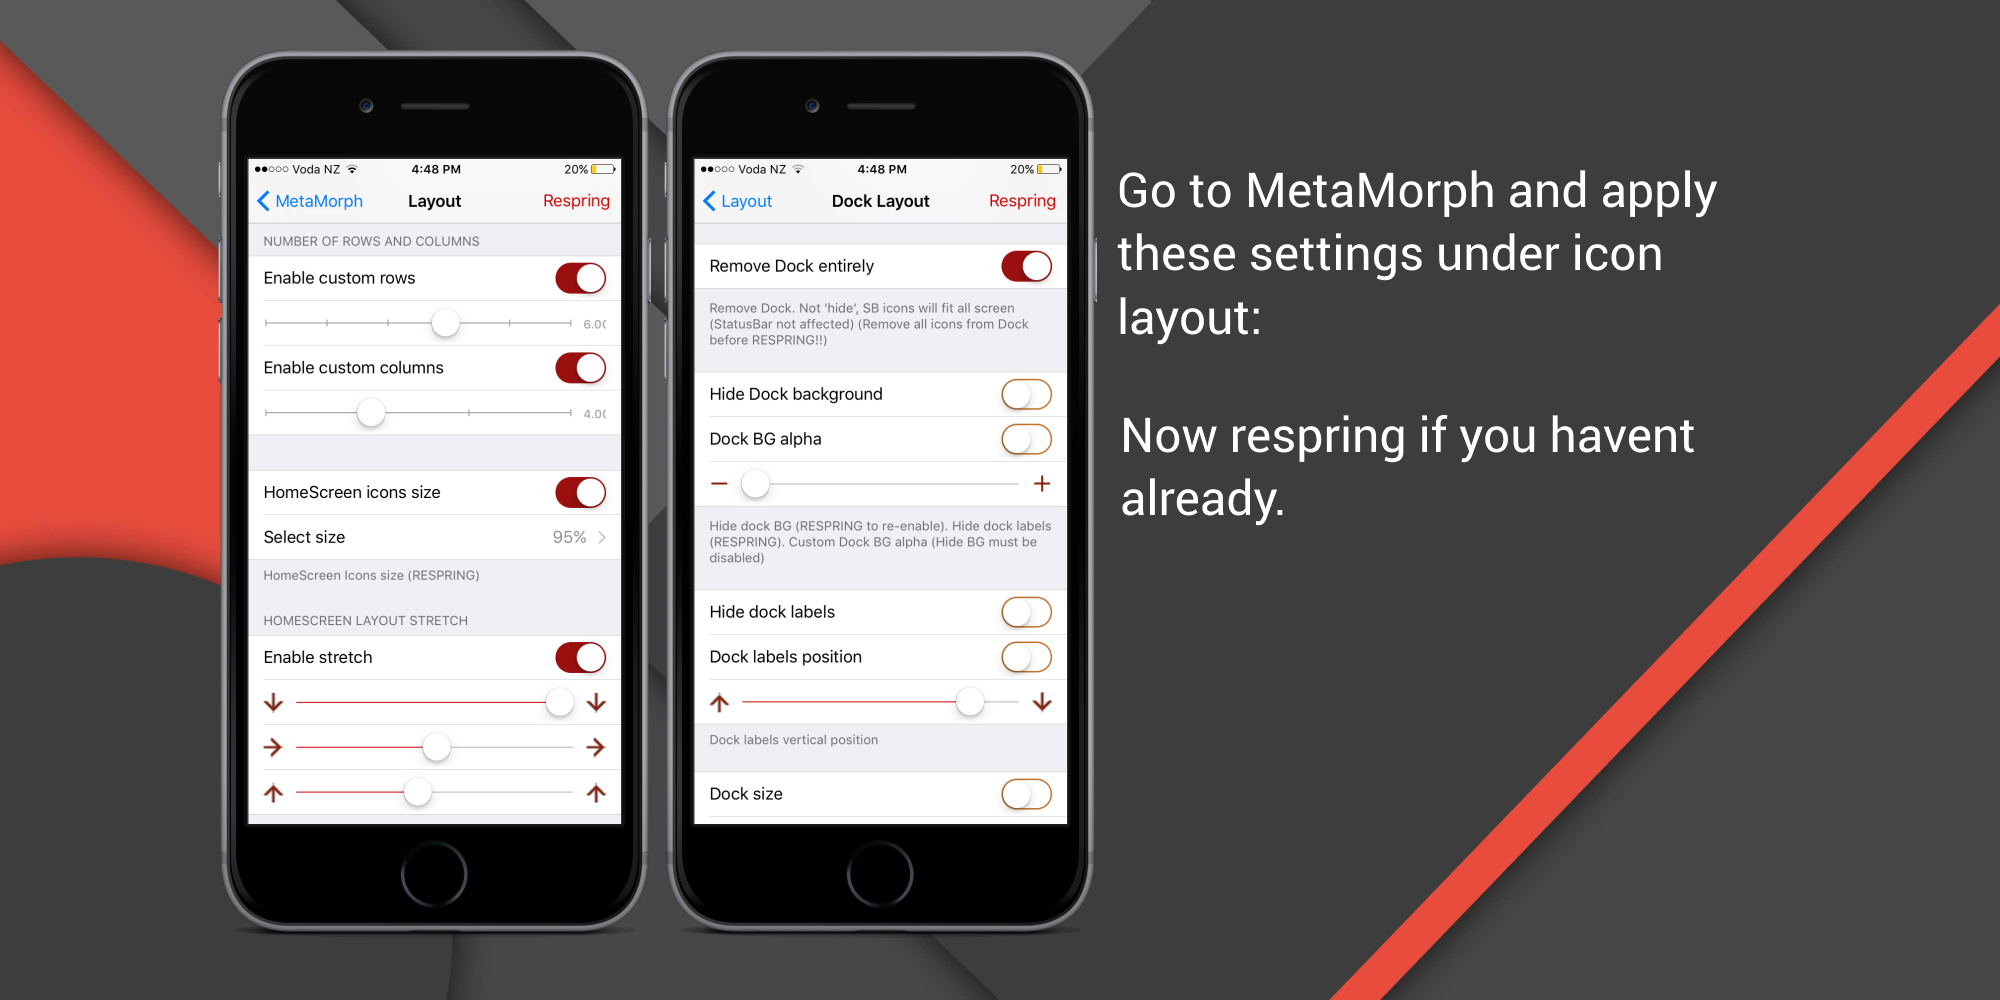 Voda NZ
4:48 PM
20%
MetaMorph
Layout
Respring
NUMBER OF ROWS AND COLUMNS
Enable custom rows
6.00
Enable custom columns
4.00
HomeScreen icons size
Select size
95%
HomeScreen Icons size (RESPRING)
HOMESCREEN LAYOUT STRETCH
Enable stretch
Voda NZ
4:48 PM
20%
Layout
Dock Layout
Respring
Remove Dock entirely
Remove Dock. Not 'hide', SB icons will fit all screen
(StatusBar not affected) (Remove all icons from Dock
before RESPRING!!)
Hide Dock background
Dock BG alpha
Hide dock BG (RESPRING to re-enable). Hide dock labels
(RESPRING). Custom Dock BG alpha (Hide BG must be
disabled)
Hide dock labels
Dock labels position
Dock labels vertical position
Dock size
Go to MetaMorph and apply
these settings under icon
layout:
Now respring if you havent
already.